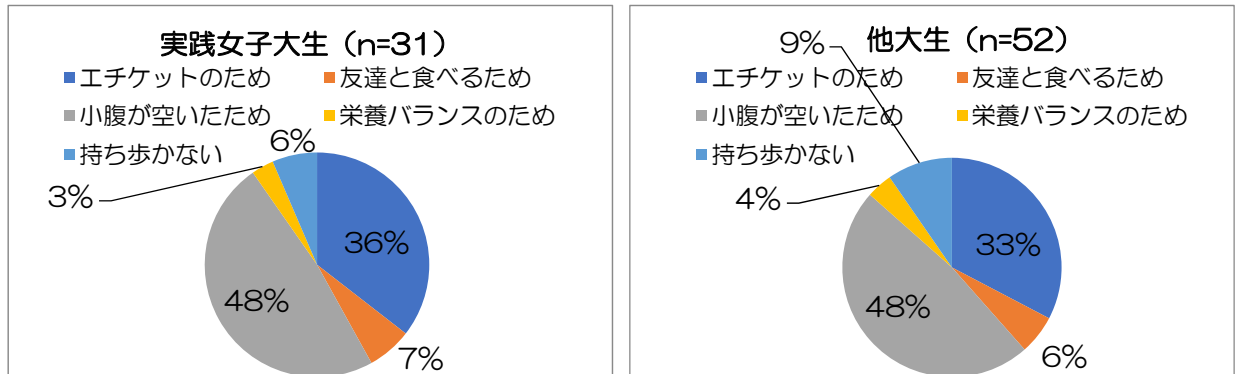 実践女子大生（n=31）
エチケットのため 友達と食べるため
小腹が空いたため 栄養バランスのため
持ち歩かない
6%
3%
36%
48%
7%
他大生（n=52）
9%
エチケットのため 友達と食べるため
小腹が空いたため 栄養バランスのため
持ち歩かない
4%
33%
48%
6%